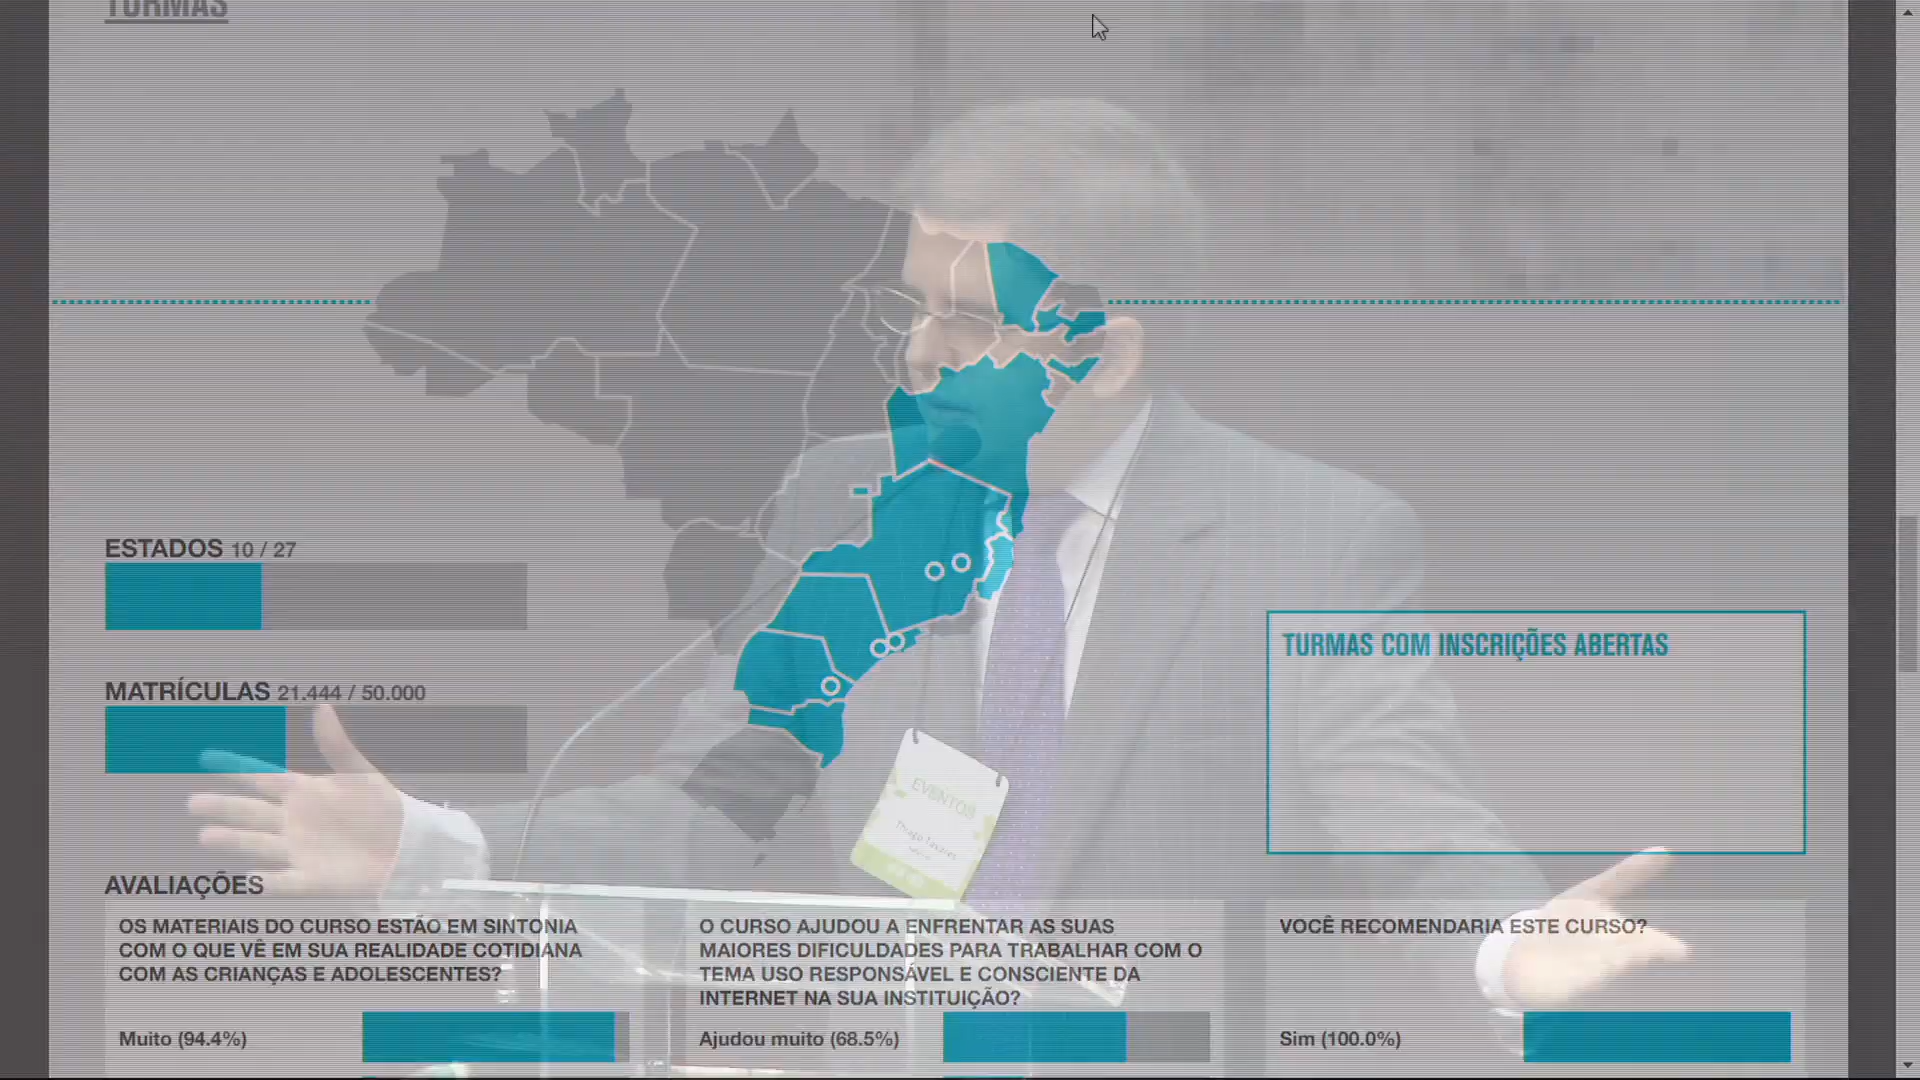 TURMAS
ESTADOS 10 / 27
MATRÍCULAS 21.444 / 50.000
TURMAS COM INSCRIÇÕES ABERTAS
EVENTOS
Thiago Tavares
AVALIAÇÕES
OS MATERIAIS DO CURSO ESTÃO EM SINTONIA
COM O QUE VÊ EM SUA REALIDADE COTIDIANA
COM AS CRIANÇAS E ADOLESCENTES?
Muito (94.4%)
O CURSO AJUDOU A ENFRENTAR AS SUAS
MAIORES DIFICULDADES PARA TRABALHAR COM O
TEMA USO RESPONSÁVEL E CONSCIENTE DA
INTERNET NA SUA INSTITUIÇÃO?
Ajudou muito (68.5%)
VOCÊ RECOMENDARIA ESTE CURSO?
Sim (100.0%)